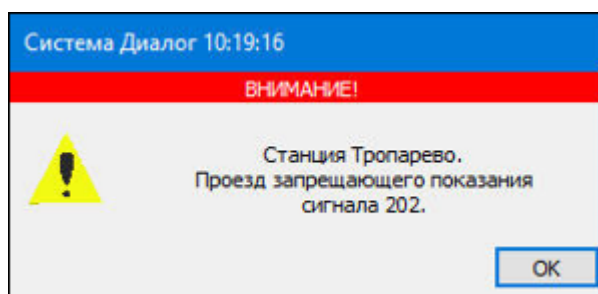 Система Диалог 10:19:16
ВНИМАНИЕ!
Станция Тропарево.
Проезд запрещающего показания
сигнала 202.
OK